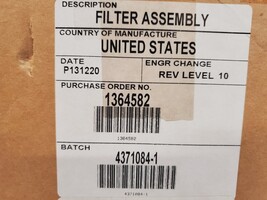 DESCRIPTION
FILTER ASSEMBLY
COUNTRY OF MANUFACTURE
UNITED STATES
DATE ENGR CHANGE
P131220 REV LEVEL 10
PURCHASE ORDER NO.
1364582
1364582
BATCH
4371084-1
4371084-1